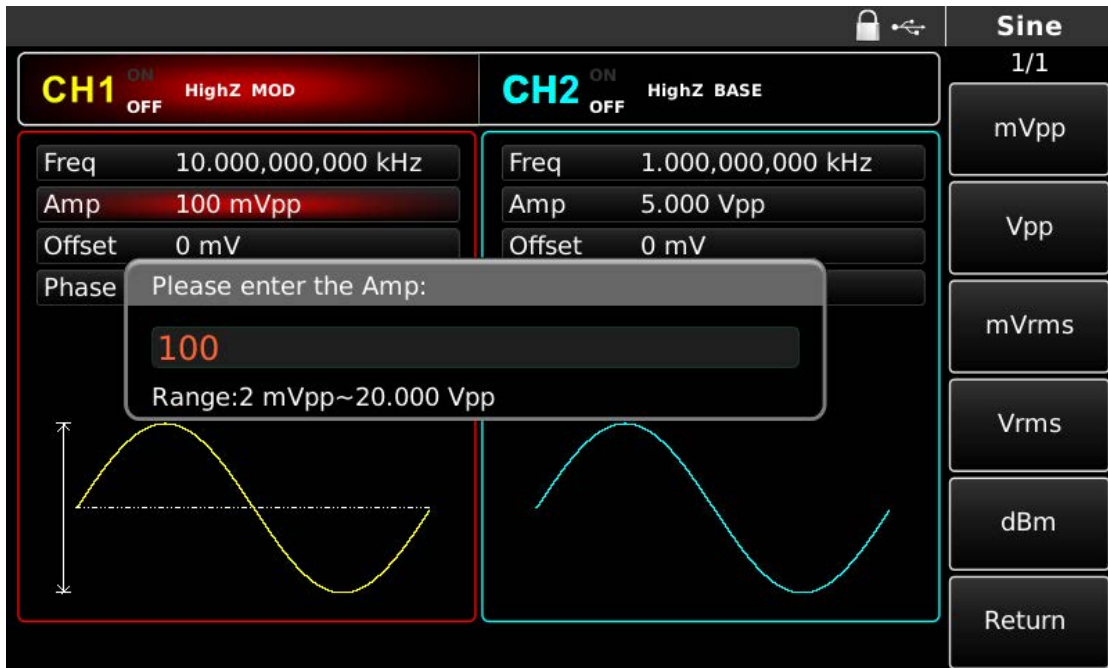 Sine
1/1
CH1 ON OFF HighZ MOD
CH2 ON OFF HighZ BASE
Freq 10.000,000,000 kHz
Amp 100 mVpp
Offset 0 mV
Phase
Freq 1.000,000,000 kHz
Amp 5.000 Vpp
Offset 0 mV
Please enter the Amp:
100
Range:2 mVpp~20.000 Vpp
mVpp
Vpp
mVrms
Vrms
dBm
Return